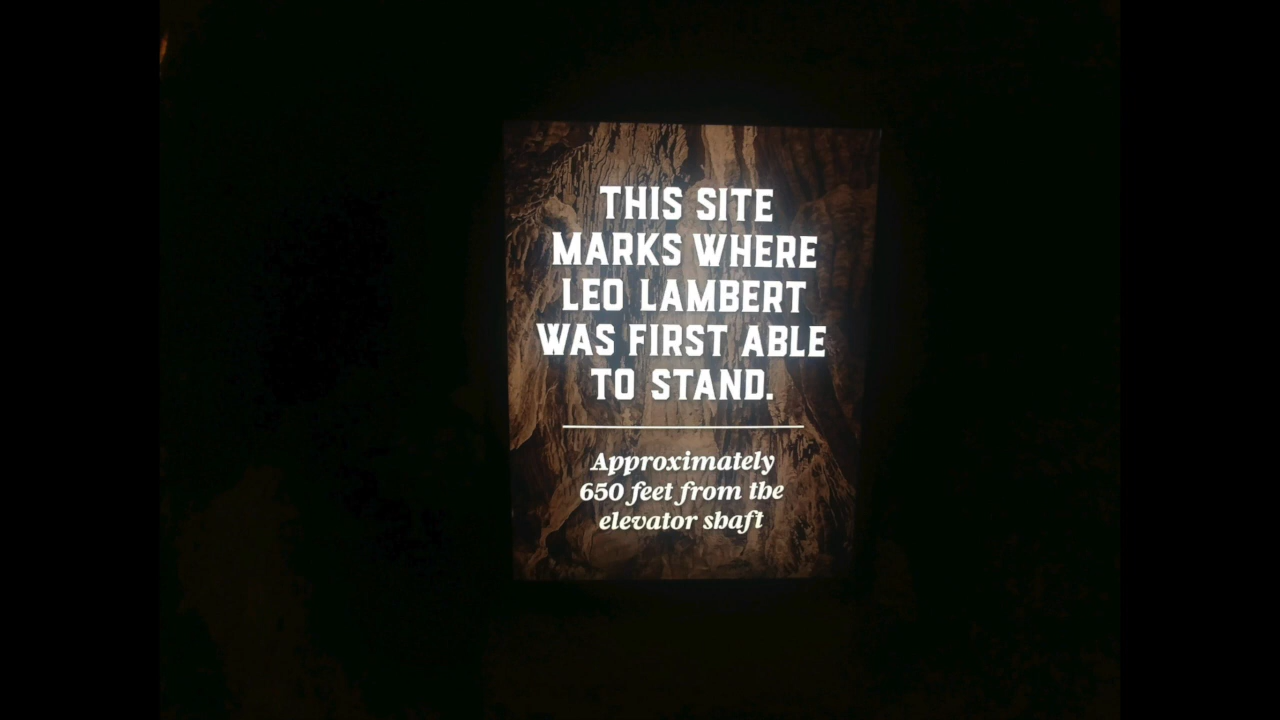 THIS SITE
MARKS WHERE
LEO LAMBERT
WAS FIRST ABLE
TO STAND.
Approximately
650 feet from the
elevator shaft